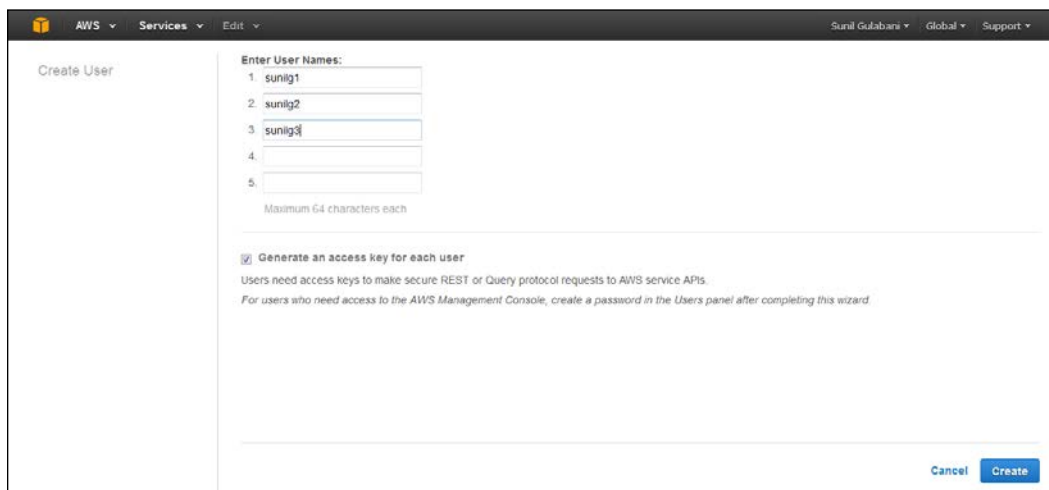 AWS Services Edit Sunil Gulabani Global Support
Create User
Enter User Names:
1. sunilg1
2. sunilg2
3. sunilg3
4.
5.
Maximum 64 characters each
Generate an access key for each user
Users need access keys to make secure REST or Query protocol requests to AWS service APIs.
For users who need access to the AWS Management Console, create a password in the Users panel after completing this wizard.
Cancel Create